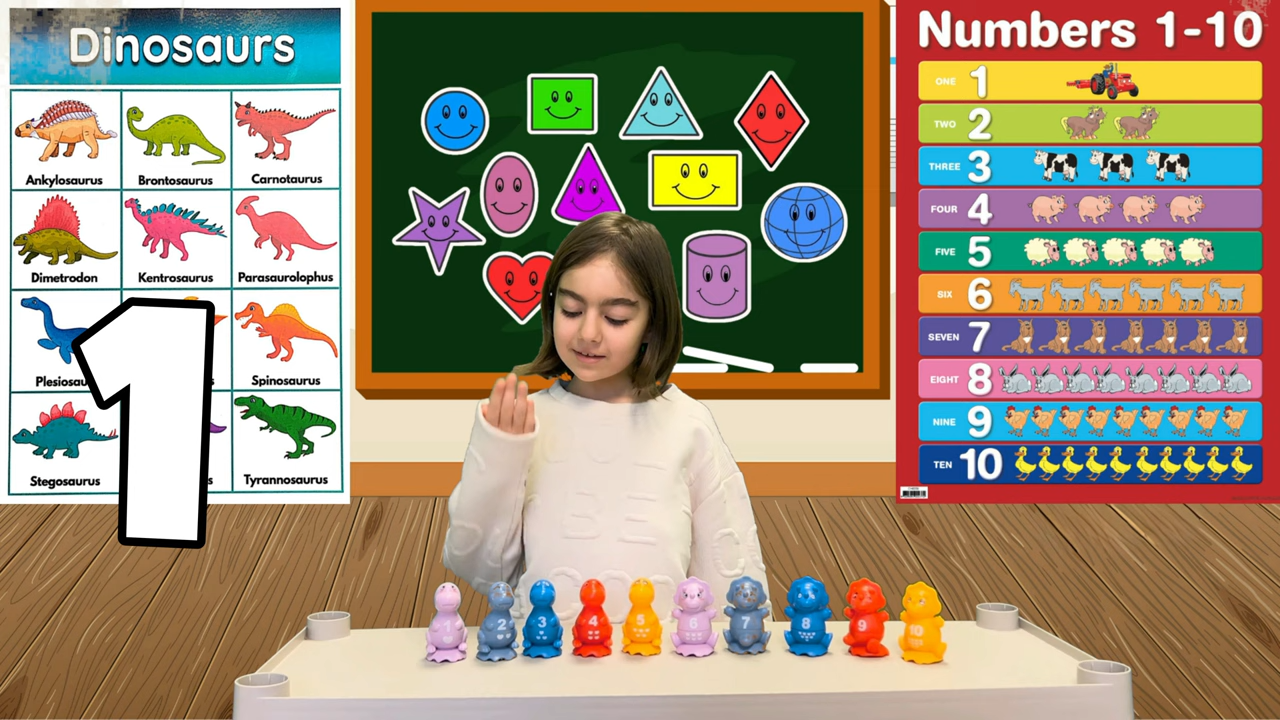 Dinosaurs
Ankylosaurus
Brontosaurus
Carnotaurus
Dimetrodon
Kentrosaurus
Parasaurolophus
Spinosaurus
Stegosaurus
Tyrannosaurus
1
Numbers 1-10
ONE 1
TWO 2
THREE 3
FOUR 4
FIVE 5
SIX 6
SEVEN 7
EIGHT 8
NINE 9
TEN 10
2 3 4 5 6 7 8 9 10